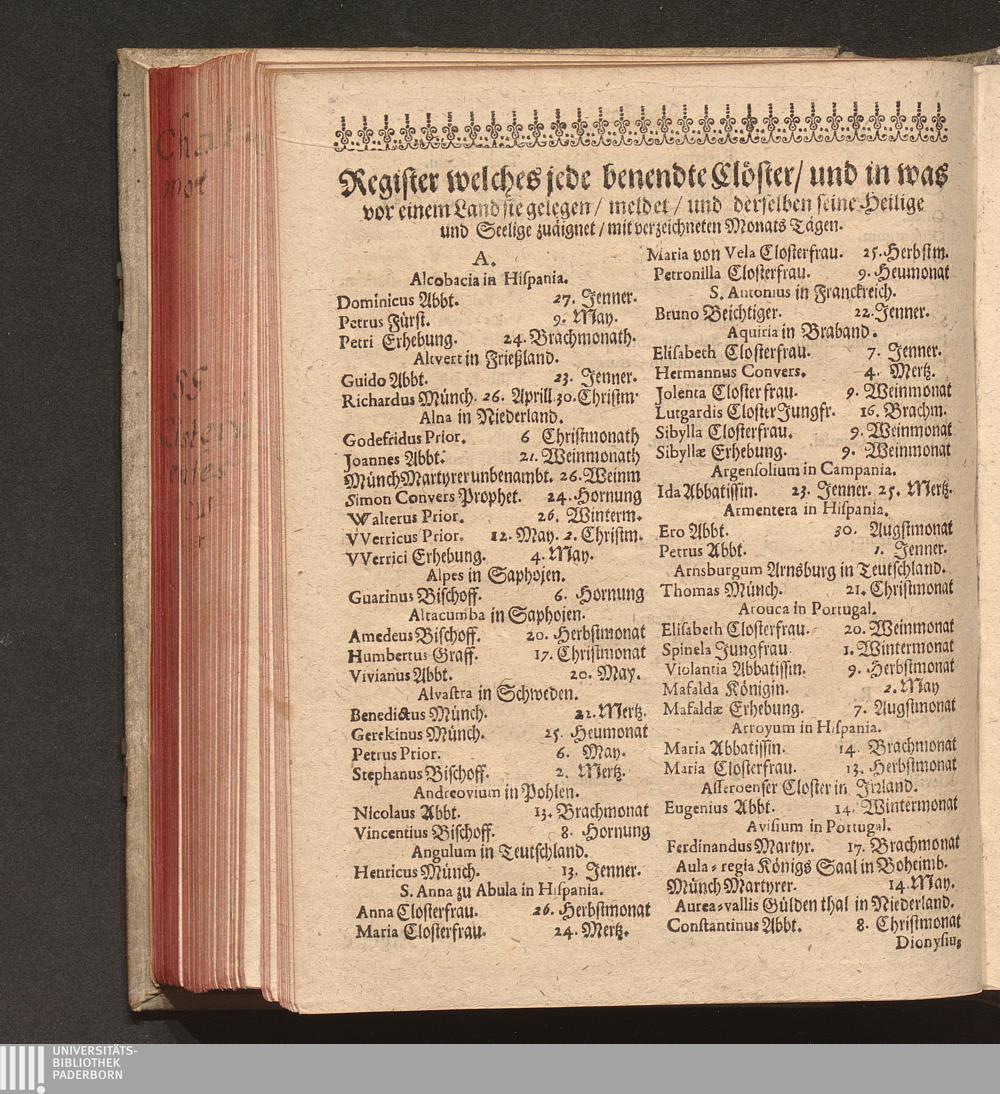 Register welches jede benendte Clöster/ und in was
vor einem Land sie gelegen/ meldet/ und derselben seine Heilige
und Seelige zuäignet/ mit verzeichneten Monats Tägen.
A.
Alcobacia in Hispania.
Dominicus Abbt. 27. Jenner.
Petrus Fürst. 9. May.
Petri Erhebung. 24. Brachmonath.
Altvert in Frießland.
Guido Abbt. 23. Jenner.
Richardus Münch. 26. Aprill. 30. Christm.
Alna in Niederland.
Godefridus Prior. 6 Christmonath
Joannes Abbt. 21. Weinmonath
Münch Martyrer unbenambt. 26. Weinm
Simon Convers Prophet. 24. Hornung
Walterus Prior. 26. Winterm.
VVerricus Prior. 12. May. 2. Christm.
VVerrici Erhebung. 4. May.
Alpes in Saphojen.
Guarinus Bischoff. 6. Hornung
Altacumba in Saphojen.
Amedeus Bischoff. 20. Herbstmonat
Humbertus Graff. 17. Christmonat
Vivianus Abbt. 20. May.
Alvastra in Schweden.
Benedictus Münch. 22. Mertz.
Gerekinus Münch. 25. Heumonat
Petrus Prior. 6. May.
Stephanus Bischoff. 2. Mertz.
Andreovium in Pohlen.
Nicolaus Abbt. 13. Brachmonat
Vincentius Bischoff. 8. Hornung
Angulum in Teutschland.
Henricus Münch. 13. Jenner.
S. Anna zu Abula in Hispania.
Anna Closterfrau. 26. Herbstmonat
Maria Closterfrau. 24. Mertz.
Maria von Vela Closterfrau. 25. Herbstm.
Petronilla Closterfrau. 9. Heumonat
S. Antonius in Franckreich.
Bruno Beichtiger. 22. Jenner.
Aquiria in Braband.
Elisabeth Closterfrau. 7. Jenner.
Hermannus Convers. 4. Mertz.
Jolenta Closterfrau. 9. Weinmonat
Lutgardis Closter Jungfr. 16. Brachm.
Sibylla Closterfrau. 9. Weinmonat
Sibyllæ Erhebung. 9. Weinmonat
Argensolium in Campania.
Ida Abbatissin. 23. Jenner. 25. Mertz.
Armentera in Hispania.
Ero Abbt. 30. Augstmonat
Petrus Abbt. 1. Jenner.
Arnsburgum Arnsburg in Teutschland.
Thomas Münch. 21. Christmonat
Arouca in Portugal.
Elisabeth Closterfrau. 20. Weinmonat
Spinela Jungfrau 1. Wintermonat
Violantia Abbatissin. 9. Herbstmonat
Mafalda Königin. 2. May
Mafaldæ Erhebung. 7. Augstmonat
Arroyum in Hispania.
Maria Abbatissin. 14. Brachmonat
Maria Closterfrau. 13. Herbstmonat
Asseroenser Closter in Irrland.
Eugenius Abbt. 14. Wintermonat
Avisium in Portugal.
Ferdinandus Martyr. 17. Brachmonat
Aula=regia Königs Saal in Boheimb.
Münch Martyrer. 14. May.
Aurea=vallis Gülden thal in Niederland.
Constantinus Abbt. 8. Christmonat
Dionysius
UNIVERSITÄTS-
BIBLIOTHEK
PADERBORN